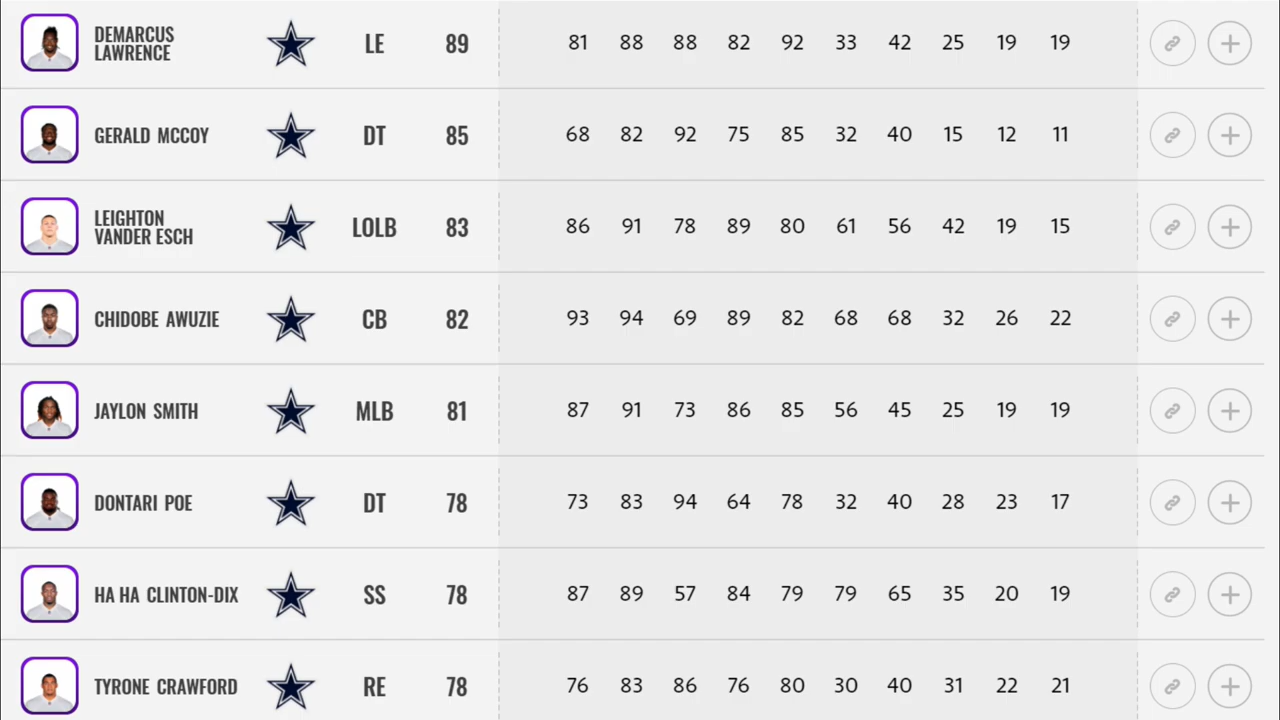 DEMARCUS
LAWRENCE LE 89 81 88 88 82 92 33 42 25 19 19
GERALD MCCOY DT 85 68 82 92 75 85 32 40 15 12 11
LEIGHTON
VANDER ESCH LOLB 83 86 91 78 89 80 61 56 42 19 15
CHIDOBE AWUZIE CB 82 93 94 69 89 82 68 68 32 26 22
JAYLON SMITH MLB 81 87 91 73 86 85 56 45 25 19 19
DONTARI POE DT 78 73 83 94 64 78 32 40 28 23 17
HA HA CLINTON-DIX SS 78 87 89 57 84 79 79 65 35 20 19
TYRONE CRAWFORD RE 78 76 83 86 76 80 30 40 31 22 21